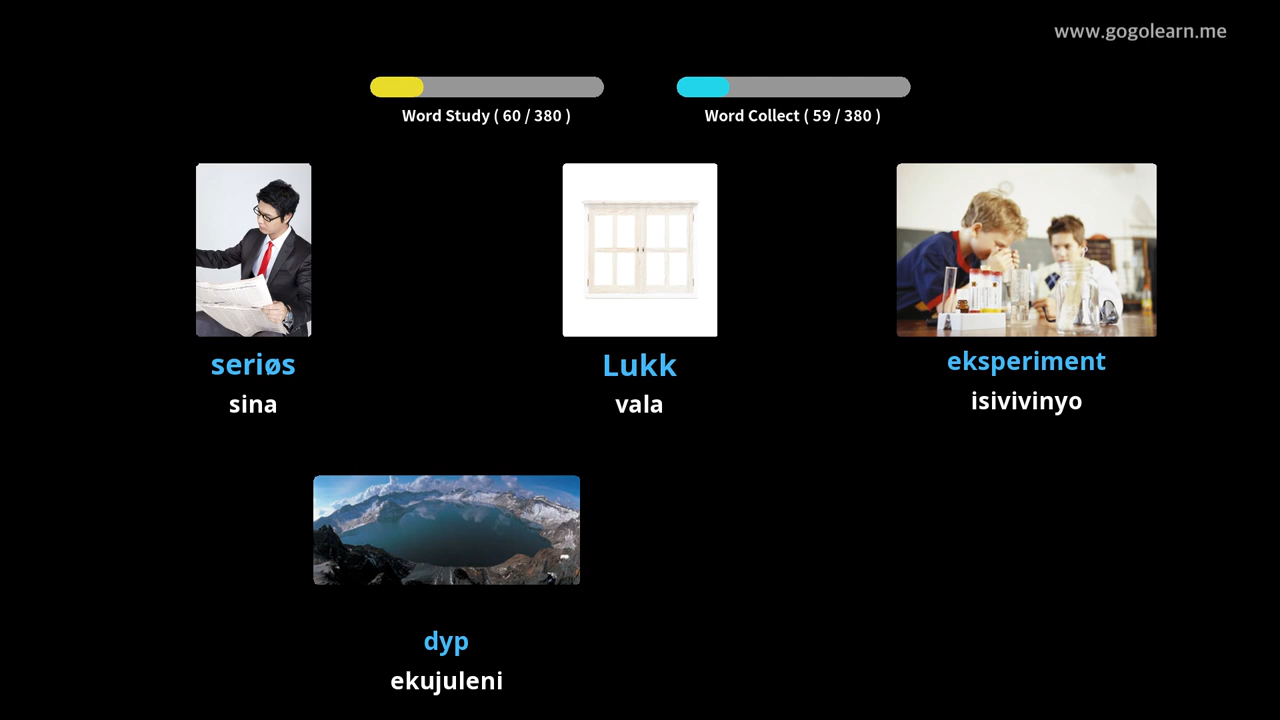 www.gogolearn.me
Word Study ( 60 / 380 )
Word Collect ( 59 / 380 )
seriøs
sina
Lukk
vala
eksperiment
isivivinyo
dyp
ekujuleni